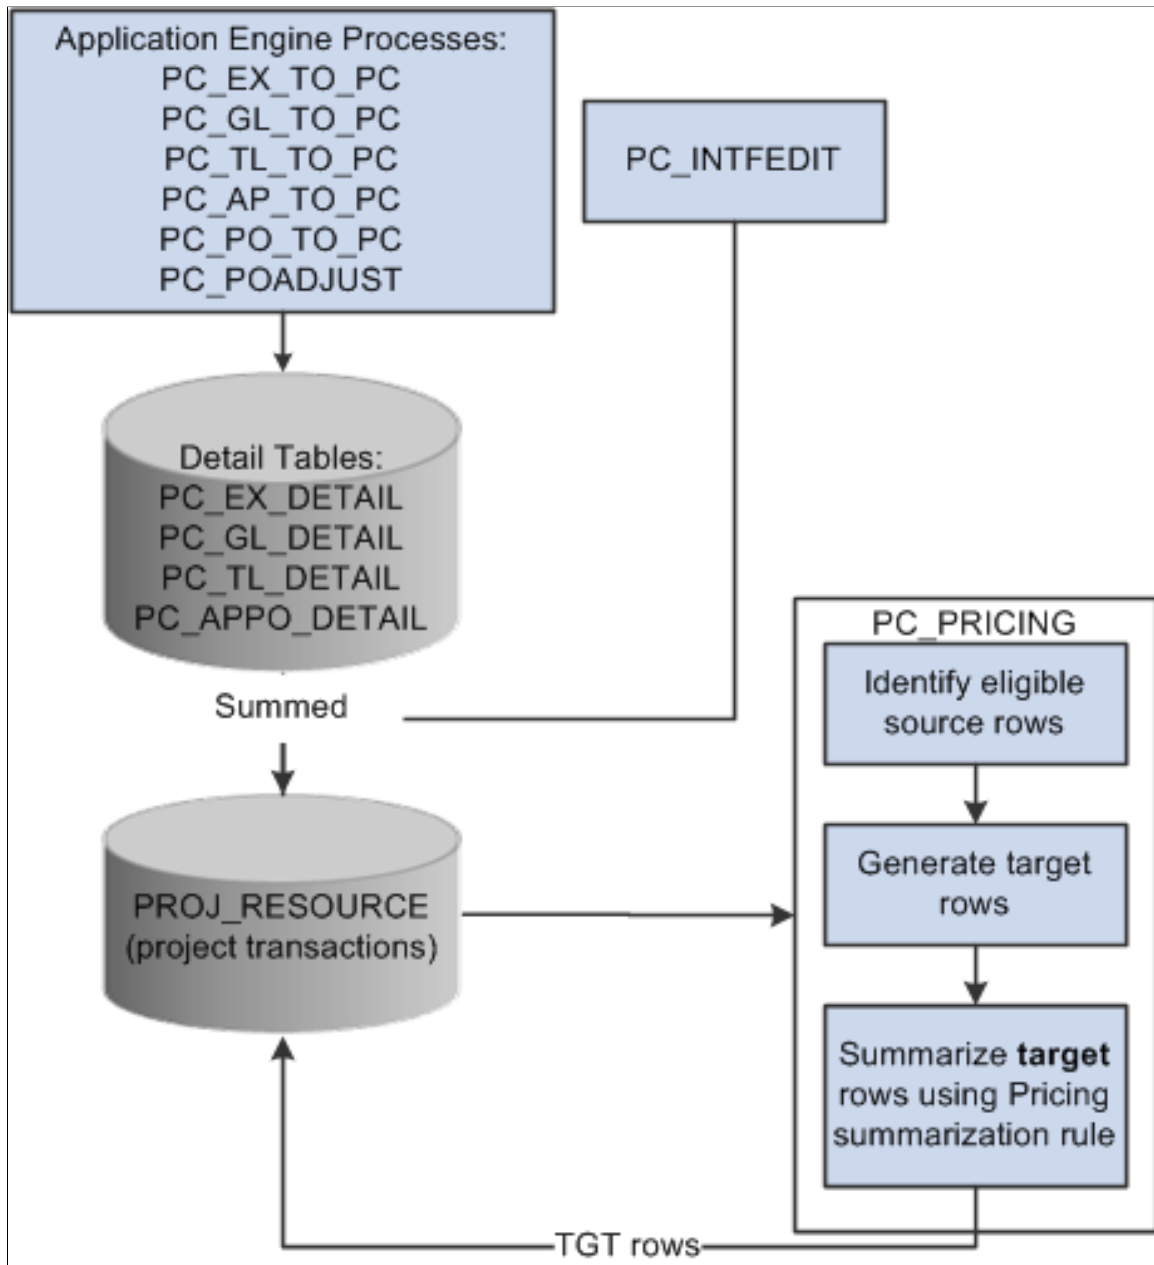 Application Engine Processes:
PC_EX_TO_PC
PC_GL_TO_PC
PC_TL_TO_PC
PC_AP_TO_PC
PC_PO_TO_PC
PC_POADJUST
PC_INTFEDIT
Detail Tables:
PC_EX_DETAIL
PC_GL_DETAIL
PC_TL_DETAIL
PC_APPO_DETAIL
Summed
PROJ_RESOURCE
(project transactions)
PC_PRICING
Identify eligible
source rows
Generate target
rows
Summarize target
rows using Pricing
summarization rule
TGT rows